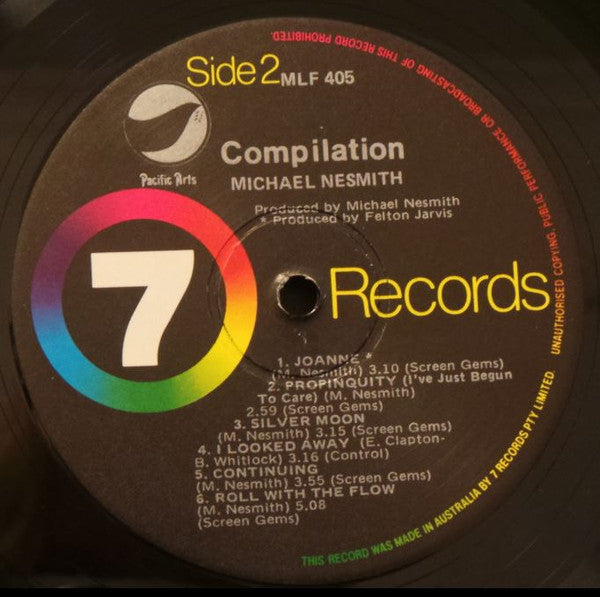 Side 2 MLF 405
Pacific Arts
Compilation
MICHAEL NESMITH
Produced by Michael Nesmith
* Produced by Felton Jarvis
7
Records
1. JOANNE *
(M. Nesmith) 3.10 (Screen Gems)
2. PROPINQUITY (I've Just Begun
To Care) (M. Nesmith)
2.59 (Screen Gems)
3. SILVER MOON
(M. Nesmith) 3.15 (Screen Gems)
4. I LOOKED AWAY (E. Clapton-
B. Whitlock) 3.16 (Control)
5. CONTINUING
(M. Nesmith) 3.55 (Screen Gems)
6. ROLL WITH THE FLOW
(M. Nesmith) 5.08
(Screen Gems)
UNAUTHORISED COPYING, PUBLIC PERFORMANCE OR BROADCASTING OF THIS RECORD PROHIBITED.
THIS RECORD WAS MADE IN AUSTRALIA BY 7 RECORDS PTY LIMITED.